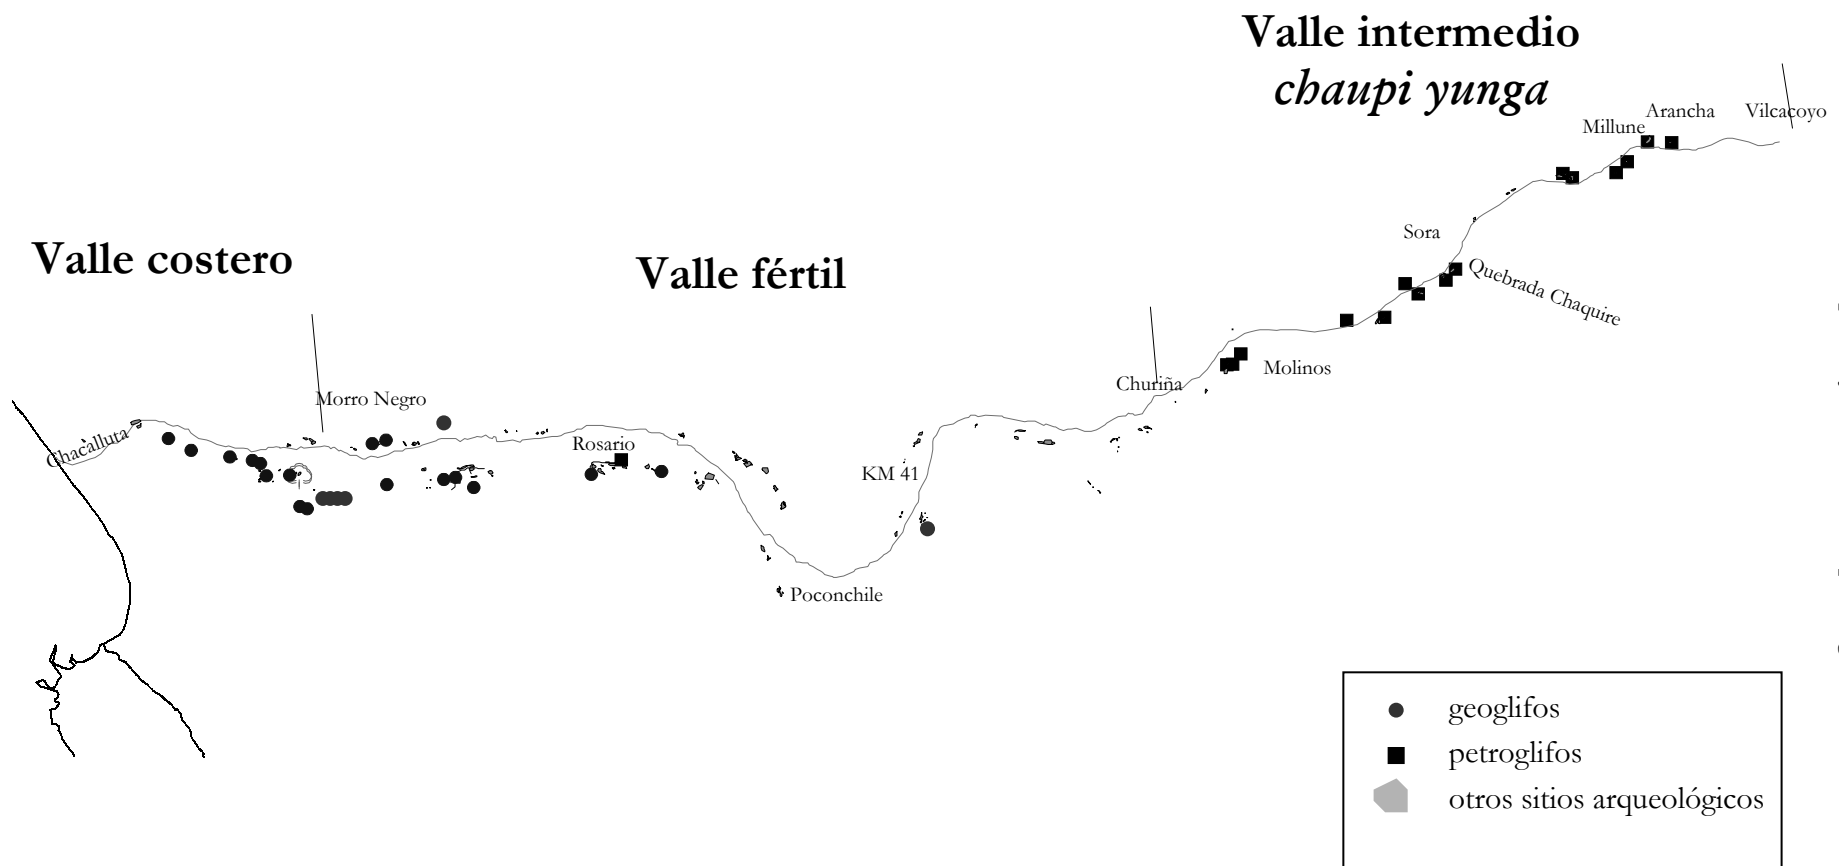 Valle intermedio
chaupi yunga
Arancha
Vilcacoyo
Millune
Sora
Valle costero
Valle fértil
Quebrada Chaquire
Molinos
Churiña
Morro Negro
Chacalluta
Rosario
KM 41
Poconchile
geoglifos
petroglifos
otros sitios arqueológicos